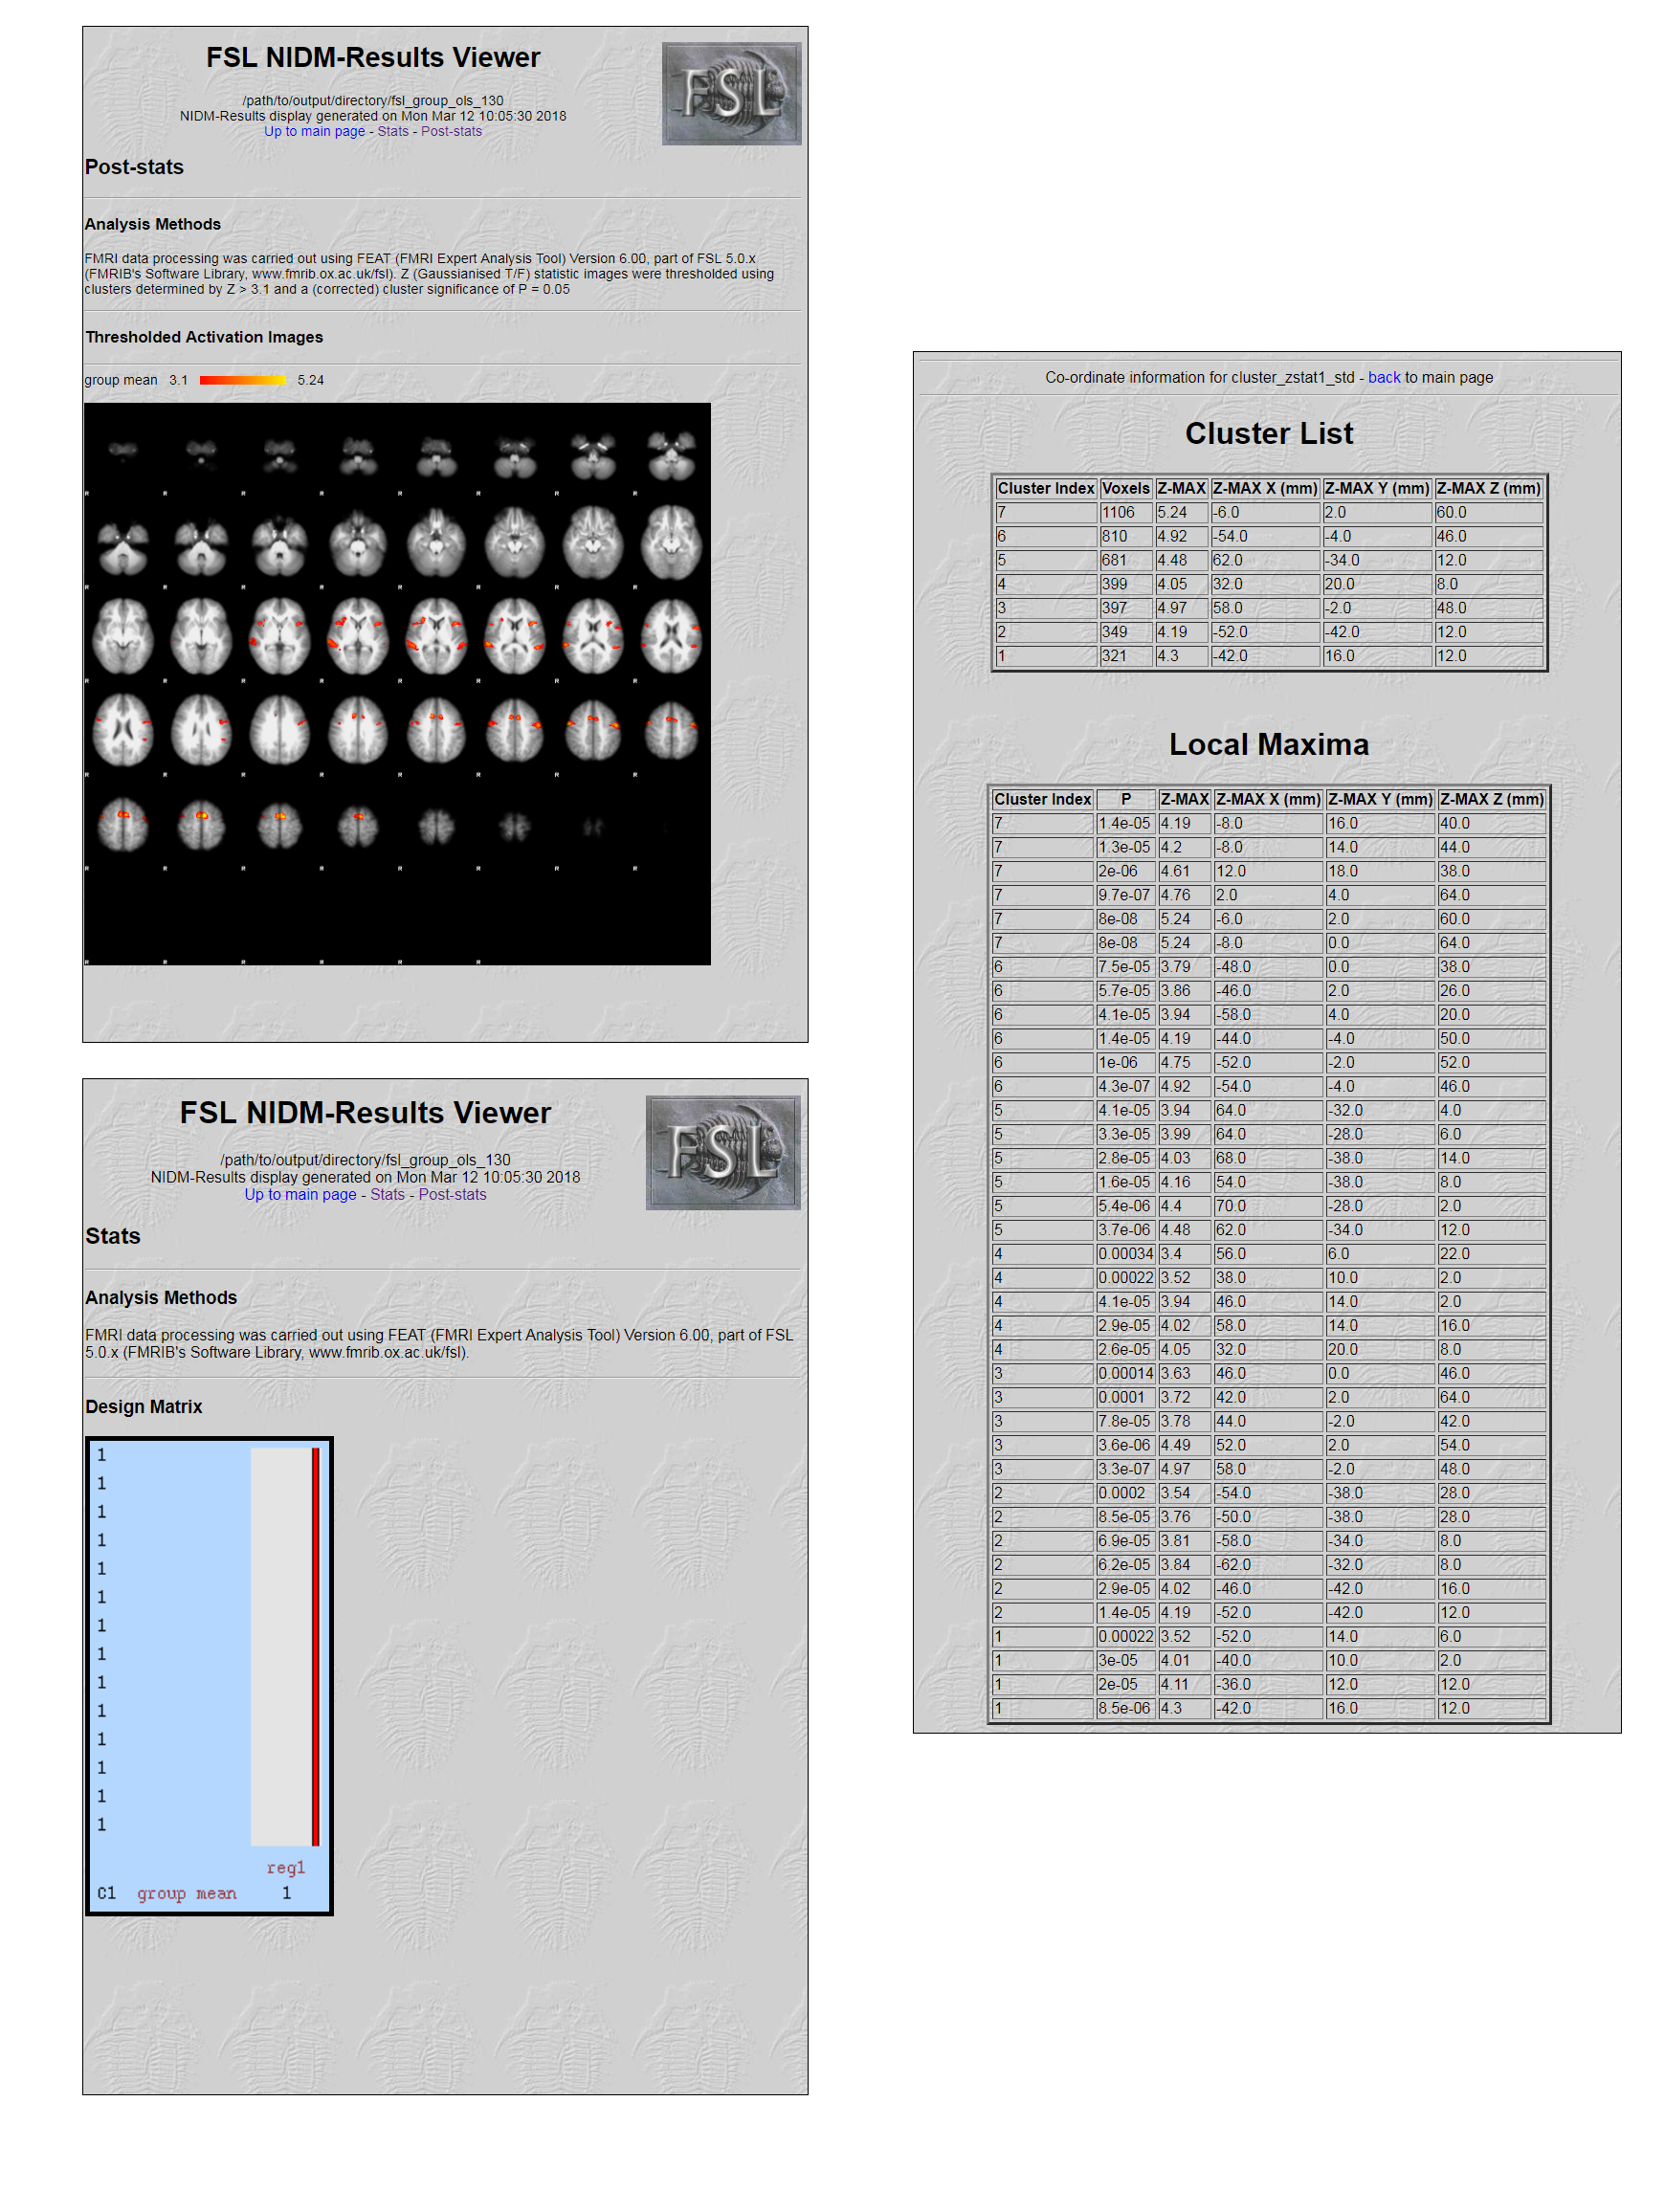 FSL NIDM-Results Viewer
FSL
/path/to/output/directory/fsl_group_ols_130
NIDM-Results display generated on Mon Mar 12 10:05:30 2018
Up to main page - Stats - Post-stats
Post-stats
Analysis Methods
FMRI data processing was carried out using FEAT (FMRI Expert Analysis Tool) Version 6.00, part of FSL 5.0.x
(FMRIB's Software Library, www.fmrib.ox.ac.uk/fsl). Z (Gaussianised T/F) statistic images were thresholded using
clusters determined by Z > 3.1 and a (corrected) cluster significance of P = 0.05
Thresholded Activation Images
group mean 3.1 5.24
R R R R R R R R
R R R R R R R R
R R R R R R R R
R R R R R R R R
R R R R R R R R
R R R R R R
FSL NIDM-Results Viewer
FSL
/path/to/output/directory/fsl_group_ols_130
NIDM-Results display generated on Mon Mar 12 10:05:30 2018
Up to main page - Stats - Post-stats
Stats
Analysis Methods
FMRI data processing was carried out using FEAT (FMRI Expert Analysis Tool) Version 6.00, part of FSL
5.0.x (FMRIB's Software Library, www.fmrib.ox.ac.uk/fsl).
Design Matrix
1
1
1
1
1
1
1
1
1
1
1
1
1
1
reg1
C1 group mean 1
Co-ordinate information for cluster_zstat1_std - back to main page
Cluster List
Cluster Index Voxels Z-MAX Z-MAX X (mm) Z-MAX Y (mm) Z-MAX Z (mm)
7 1106 5.24 -6.0 2.0 60.0
6 810 4.92 -54.0 -4.0 46.0
5 681 4.48 62.0 -34.0 12.0
4 399 4.05 32.0 20.0 8.0
3 397 4.97 58.0 -2.0 48.0
2 349 4.19 -52.0 -42.0 12.0
1 321 4.3 -42.0 16.0 12.0
Local Maxima
Cluster Index P Z-MAX Z-MAX X (mm) Z-MAX Y (mm) Z-MAX Z (mm)
7 1.4e-05 4.19 -8.0 16.0 40.0
7 1.3e-05 4.2 -8.0 14.0 44.0
7 2e-06 4.61 12.0 18.0 38.0
7 9.7e-07 4.76 2.0 4.0 64.0
7 8e-08 5.24 -6.0 2.0 60.0
7 8e-08 5.24 -8.0 0.0 64.0
6 7.5e-05 3.79 -48.0 0.0 38.0
6 5.7e-05 3.86 -46.0 2.0 26.0
6 4.1e-05 3.94 -58.0 4.0 20.0
6 1.4e-05 4.19 -44.0 -4.0 50.0
6 1e-06 4.75 -52.0 -2.0 52.0
6 4.3e-07 4.92 -54.0 -4.0 46.0
5 4.1e-05 3.94 64.0 -32.0 4.0
5 3.3e-05 3.99 64.0 -28.0 6.0
5 2.8e-05 4.03 68.0 -38.0 14.0
5 1.6e-05 4.16 54.0 -38.0 8.0
5 5.4e-06 4.4 70.0 -28.0 2.0
5 3.7e-06 4.48 62.0 -34.0 12.0
4 0.00034 3.4 56.0 6.0 22.0
4 0.00022 3.52 38.0 10.0 2.0
4 4.1e-05 3.94 46.0 14.0 2.0
4 2.9e-05 4.02 58.0 14.0 16.0
4 2.6e-05 4.05 32.0 20.0 8.0
3 0.00014 3.63 46.0 0.0 46.0
3 0.0001 3.72 42.0 2.0 64.0
3 7.8e-05 3.78 44.0 -2.0 42.0
3 3.6e-06 4.49 52.0 2.0 54.0
3 3.3e-07 4.97 58.0 -2.0 48.0
2 0.0002 3.54 -54.0 -38.0 28.0
2 8.5e-05 3.76 -50.0 -38.0 28.0
2 6.9e-05 3.81 -58.0 -34.0 8.0
2 6.2e-05 3.84 -62.0 -32.0 8.0
2 2.9e-05 4.02 -46.0 -42.0 16.0
2 1.4e-05 4.19 -52.0 -42.0 12.0
1 0.00022 3.52 -52.0 14.0 6.0
1 3e-05 4.01 -40.0 10.0 2.0
1 2e-05 4.11 -36.0 12.0 12.0
1 8.5e-06 4.3 -42.0 16.0 12.0